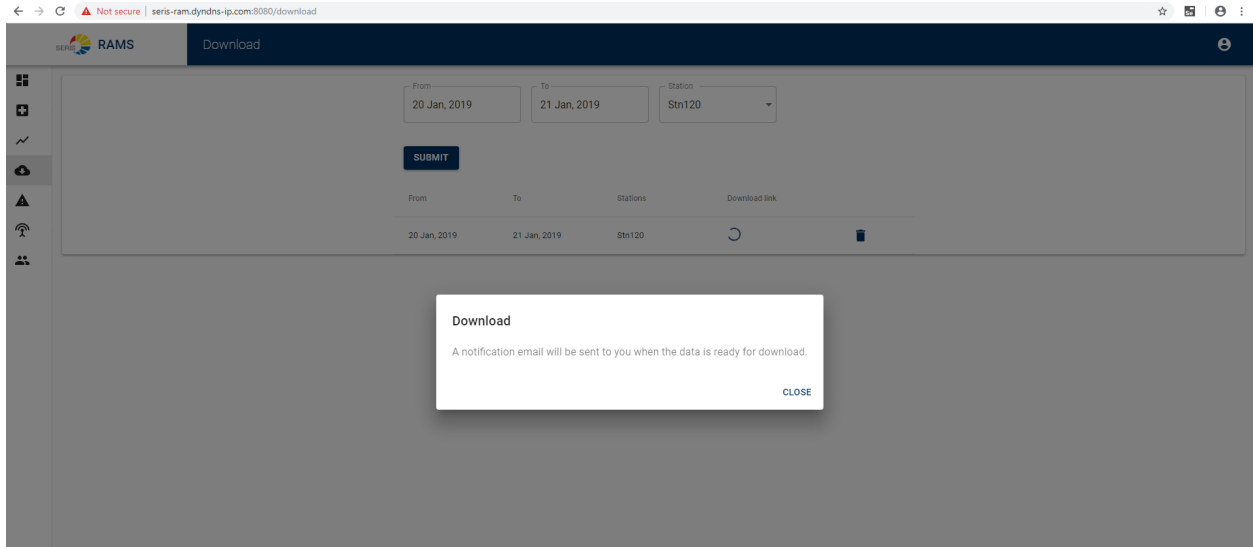 Not secure | seris-ram.dyndns-ip.com:8080/download
SERIS RAMS Download
From To Station
20 Jan, 2019 21 Jan, 2019 Stn120
SUBMIT
From To Stations Download link
20 Jan, 2019 21 Jan, 2019 Stn120
Download
A notification email will be sent to you when the data is ready for download.
CLOSE